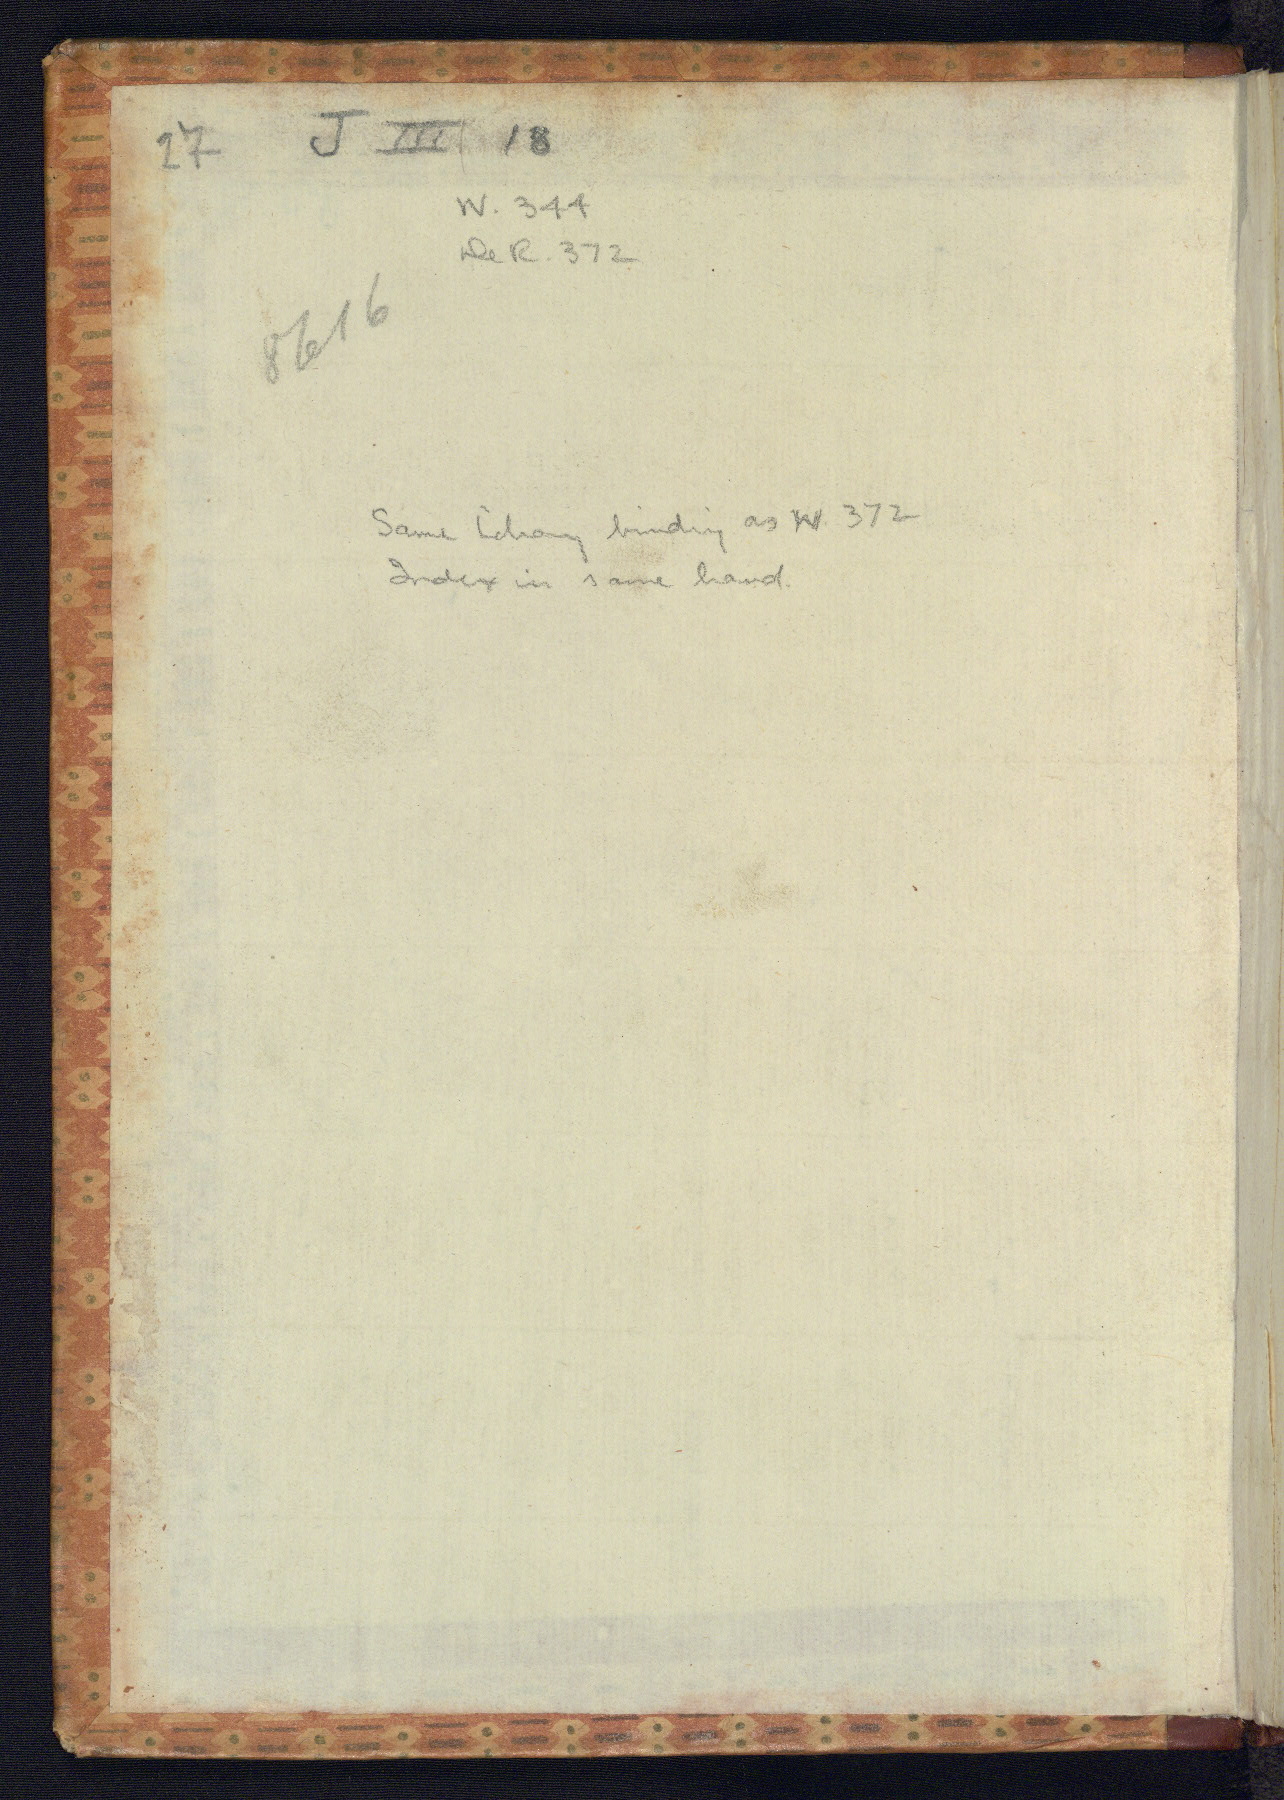 27 J III 18
W. 344
De R. 372
8616
Same library binding as W. 372
Index in same hand.